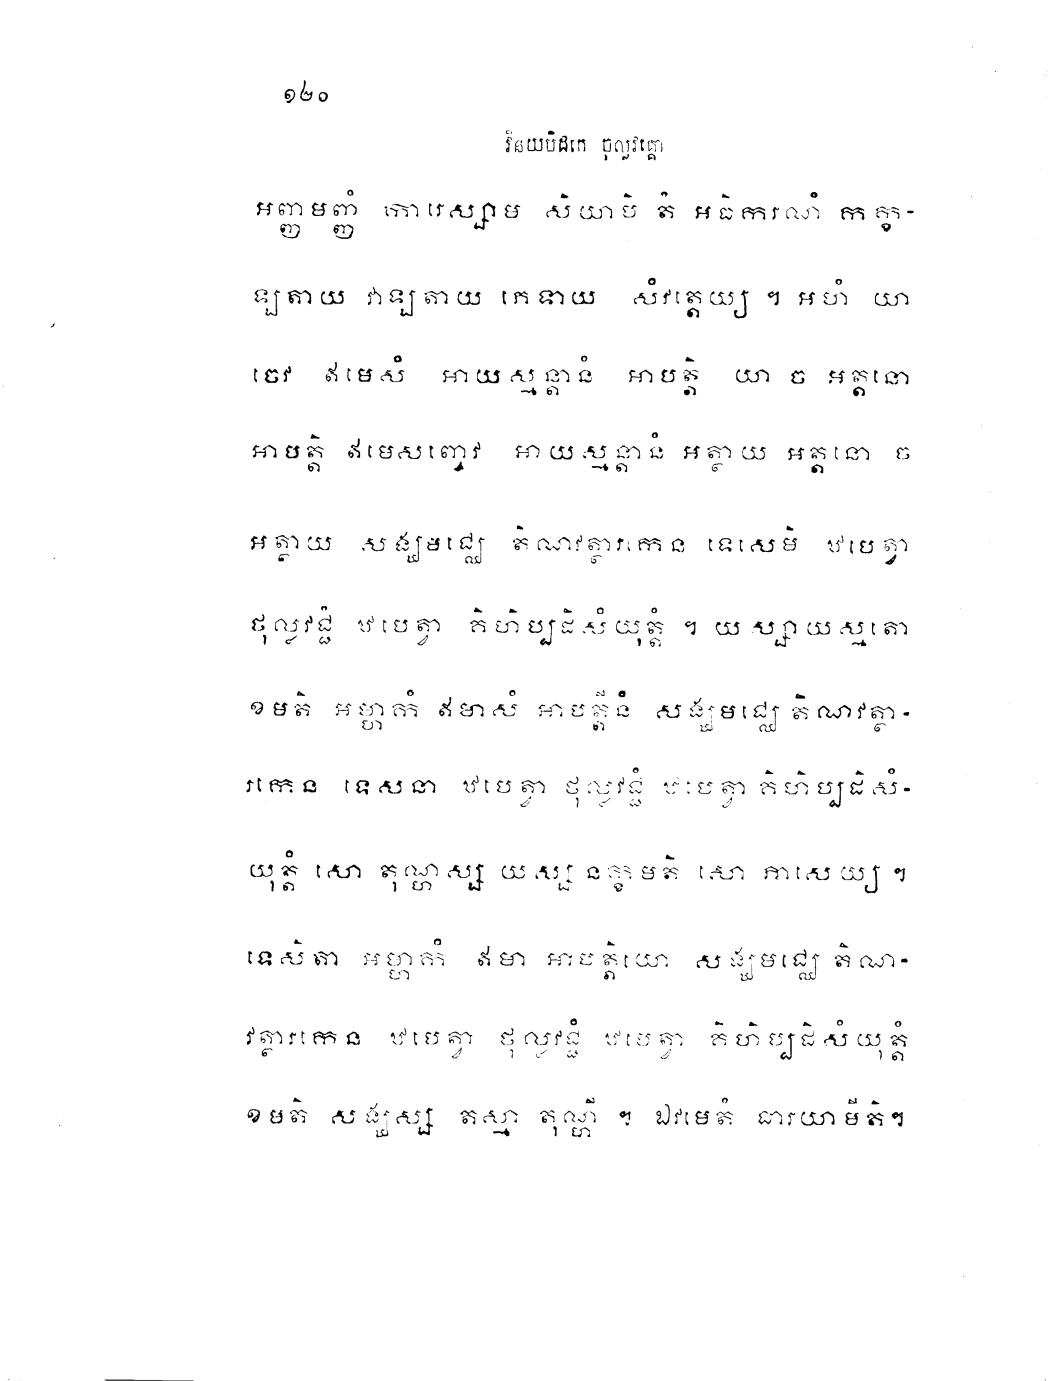 ១២០
វិនយបិដកេ ចុល្លវគ្គោ
អញ្ញមញ្ញំ ការេស្សាម សិយាបិ តំ អធិករណំ កក្ខ-
ឡតាយ វាឡតាយ ភេទាយ សំវត្តេយ្យ ។ អហំ យា
ចេវ ឥមេសំ អាយស្មន្តានំ អាបត្តិ យា ច អត្តនោ
អាបត្តិ ឥមេសញ្ចេវ អាយស្មន្តានំ អត្ថាយ អត្តនោ ច
អត្ថាយ សង្ឃមជ្ឈេ តិណវត្ថារកេន ទេសេមិ ឋបេត្វា
ថុល្លវជ្ជំ ឋបេត្វា គិហិប្បដិសំយុត្តំ ។ យស្សាយស្មតោ
ខមតិ អម្ហាកំ ឥមាសំ អាបត្តីនំ សង្ឃមជ្ឈេ តិណវត្ថា-
រកេន ទេសនា ឋបេត្វា ថុល្លវជ្ជំ ឋបេត្វា គិហិប្បដិសំ-
យុត្តំ សោ តុណ្ហស្ស យស្ស នក្ខមតិ សោ ភាសេយ្យ ។
ទេសិតា អម្ហាកំ ឥមា អាបត្តិយោ សង្ឃមជ្ឈេ តិណ-
វត្ថារកេន ឋបេត្វា ថុល្លវជ្ជំ ឋបេត្វា គិហិប្បដិសំយុត្តំ
ខមតិ សង្ឃស្ស តស្មា តុណ្ហី ។ ឯវមេតំ ធារយាមីតិ។